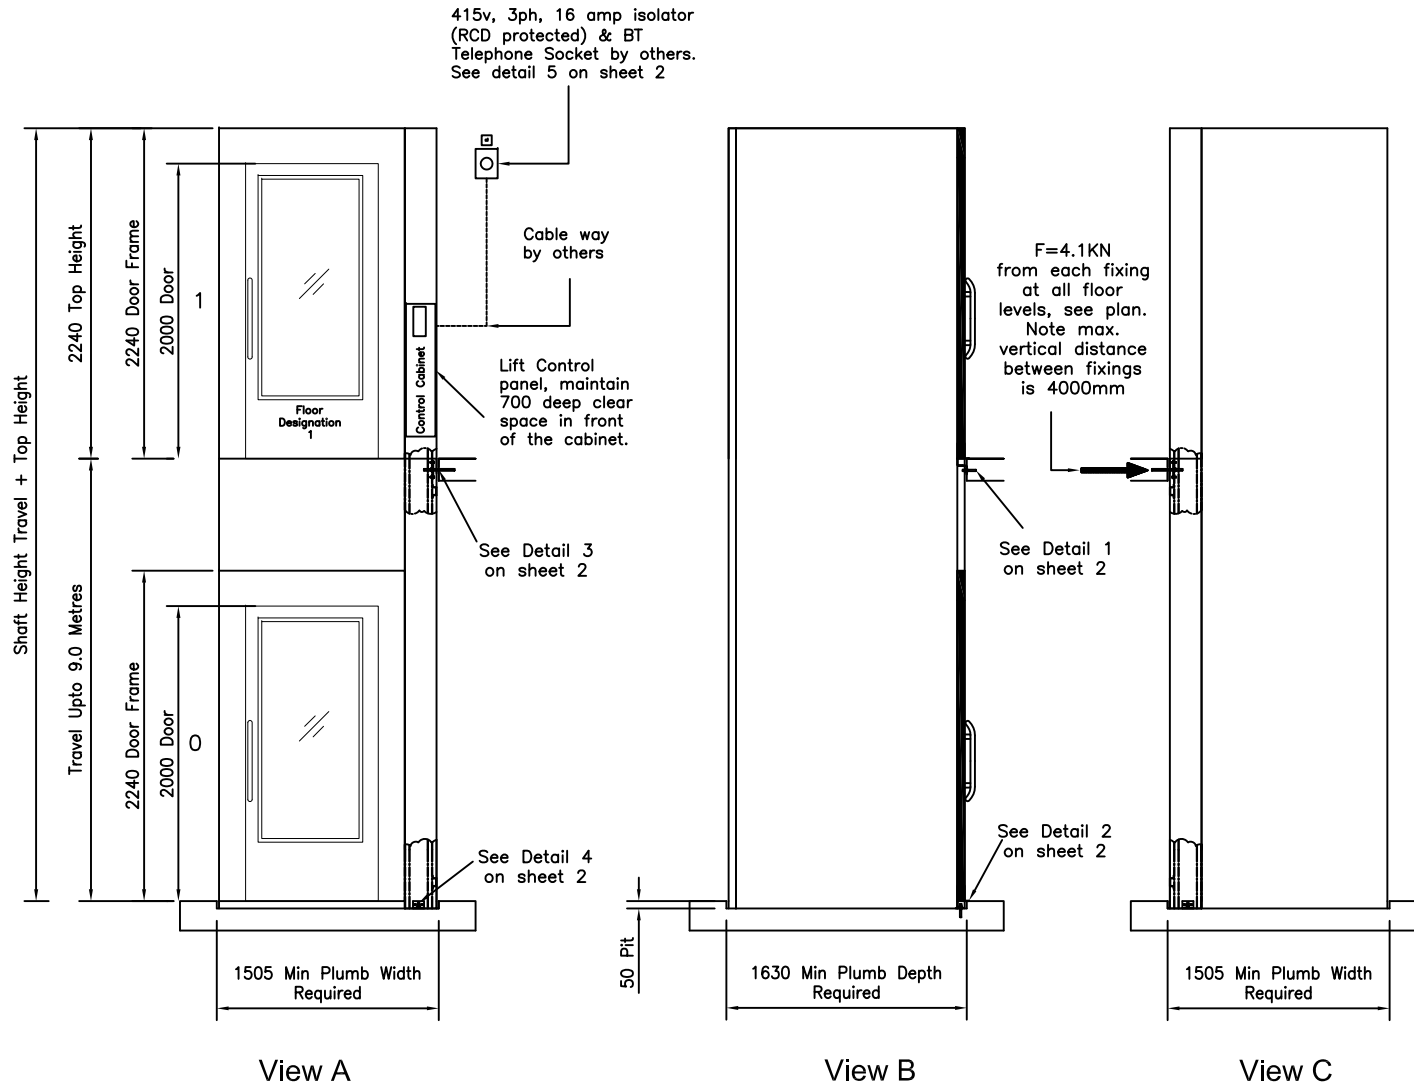 415v, 3ph, 16 amp isolator
(RCD protected) & BT
Telephone Socket by others.
See detail 5 on sheet 2
Shaft Height Travel + Top Height
2240 Top Height
2240 Door Frame
2000 Door
1
Floor
Designation
1
Control Cabinet
Cable way
by others
Lift Control
panel, maintain
700 deep clear
space in front
of the cabinet.
See Detail 3
on sheet 2
Travel Upto 9.0 Metres
2240 Door Frame
2000 Door
0
See Detail 4
on sheet 2
1505 Min Plumb Width
Required
View A
F=4.1KN
from each fixing
at all floor
levels, see plan.
Note max.
vertical distance
between fixings
is 4000mm
See Detail 1
on sheet 2
See Detail 2
on sheet 2
50 Pit
1630 Min Plumb Depth
Required
View B
1505 Min Plumb Width
Required
View C